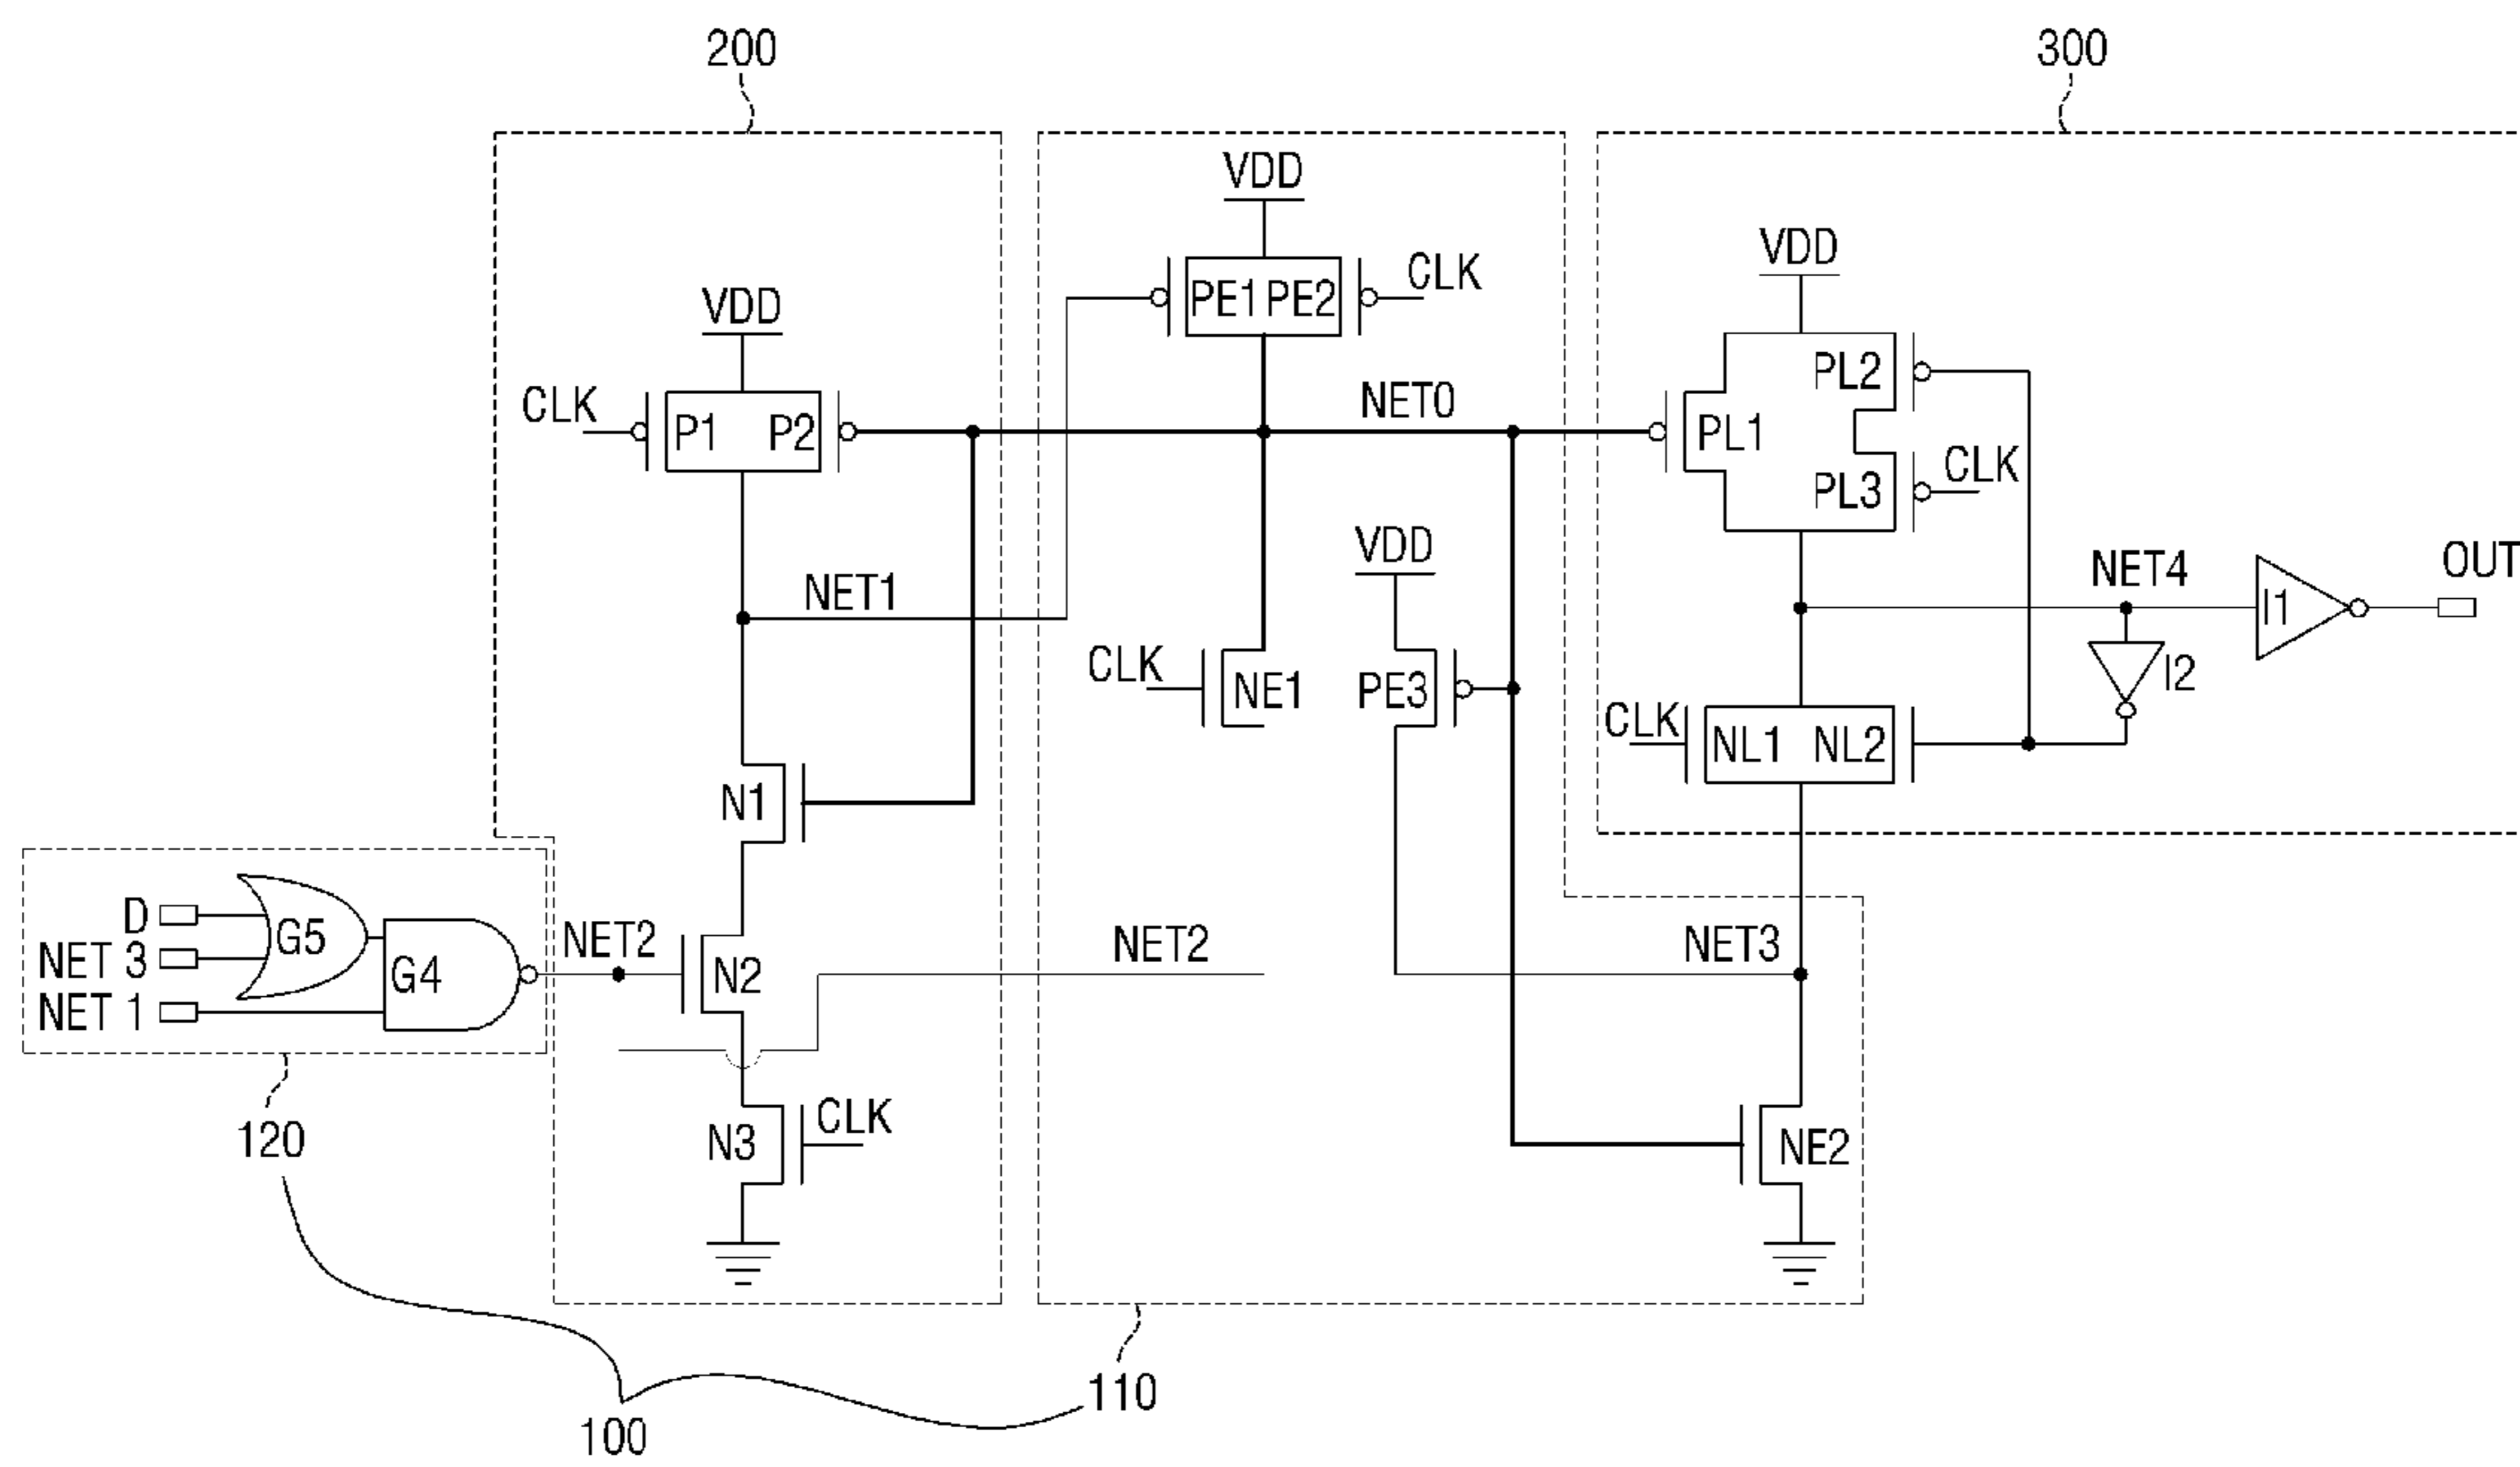 200
300
VDD
VDD
VDD
CLK
PE1
PE2
CLK
P1
P2
NET0
PL1
PL2
PL3
CLK
VDD
NET4
OUT
I1
NET1
CLK
NE1
PE3
I2
CLK
NL1
NL2
N1
D
NET 3
NET 1
G5
G4
NET2
N2
NET2
NET3
CLK
N3
NE2
120
110
100